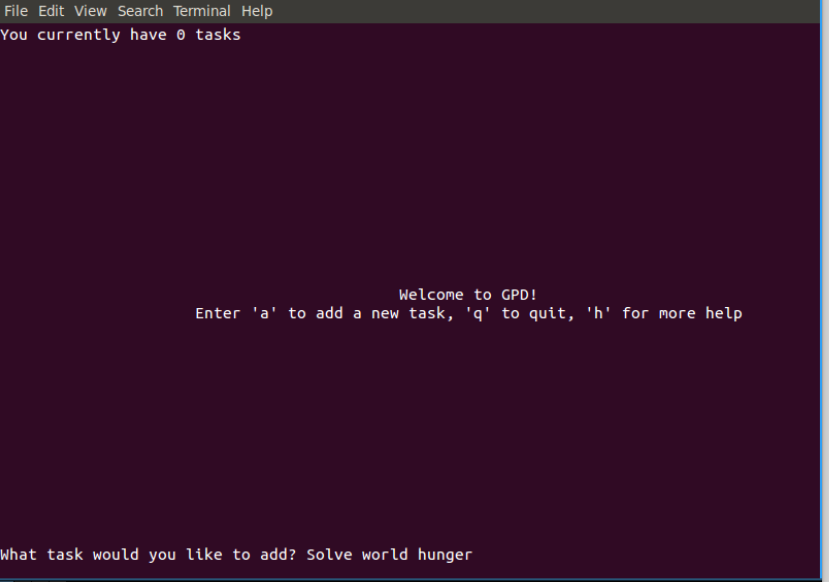 File Edit View Search Terminal Help
You currently have 0 tasks
Welcome to GPD!
Enter 'a' to add a new task, 'q' to quit, 'h' for more help
What task would you like to add? Solve world hunger